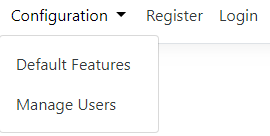 Configuration Register Login
Default Features
Manage Users